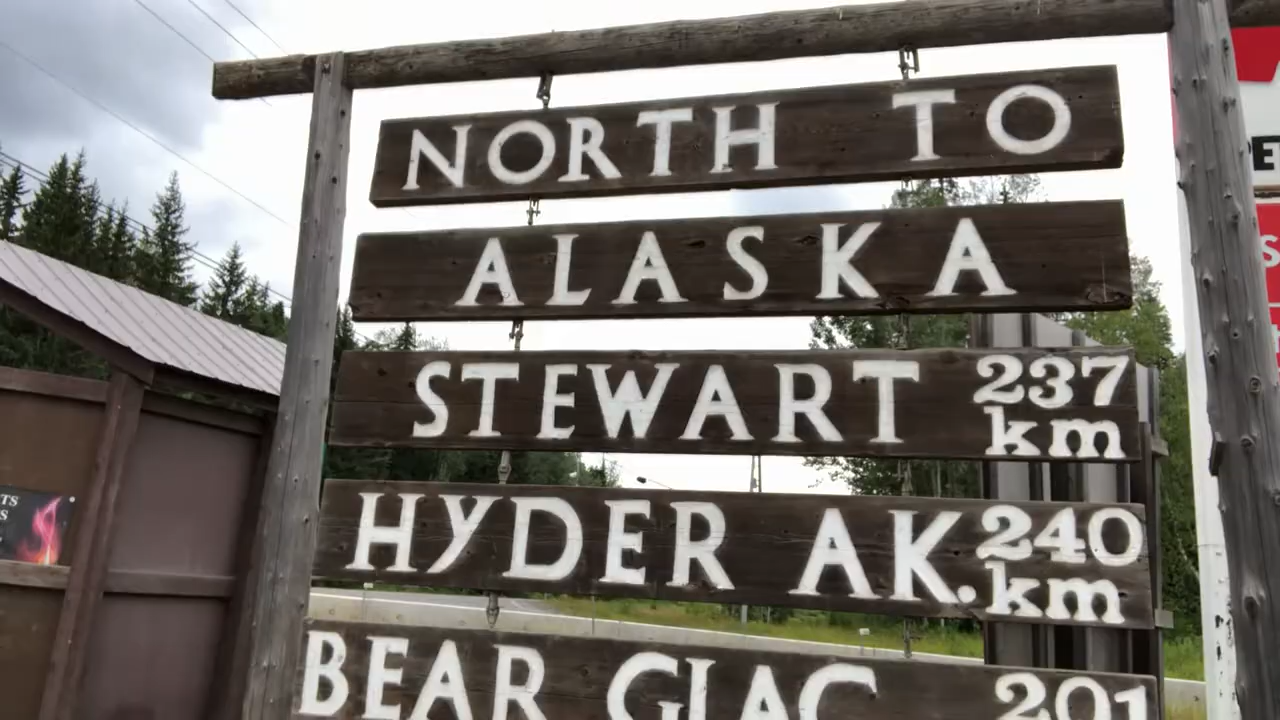 NORTH TO
ALASKA
STEWART 237 km
HYDER AK. 240 km
BEAR GLAC 201